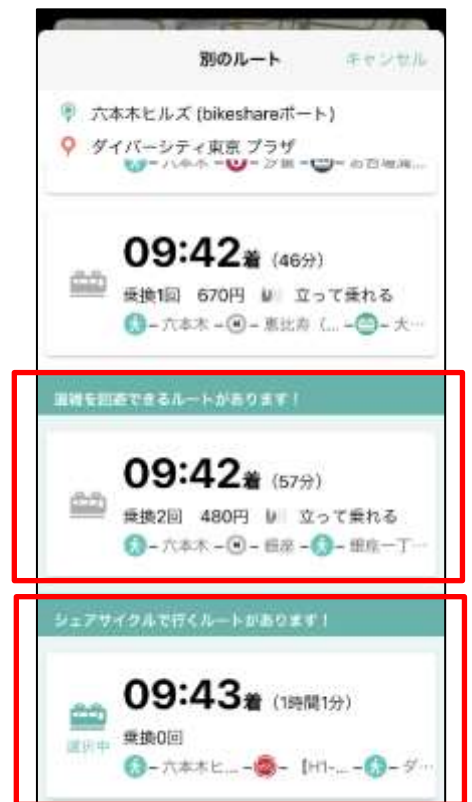 別のルート キャンセル
六本木ヒルズ (bikeshareポート)
ダイバーシティ東京 プラザ
六本木
09:42着 (46分)
乗換1回 670円 立って乗れる
六本木 - 恵比寿 (... - 大…
混雑を回避できるルートがあります！
09:42着 (57分)
乗換2回 480円 立って乗れる
六本木 - 銀座 - 銀座一丁…
シェアサイクルで行くルートがあります！
09:43着 (1時間1分)
選択中 乗換0回
六本木ヒ... - 【H1-... - ダ…